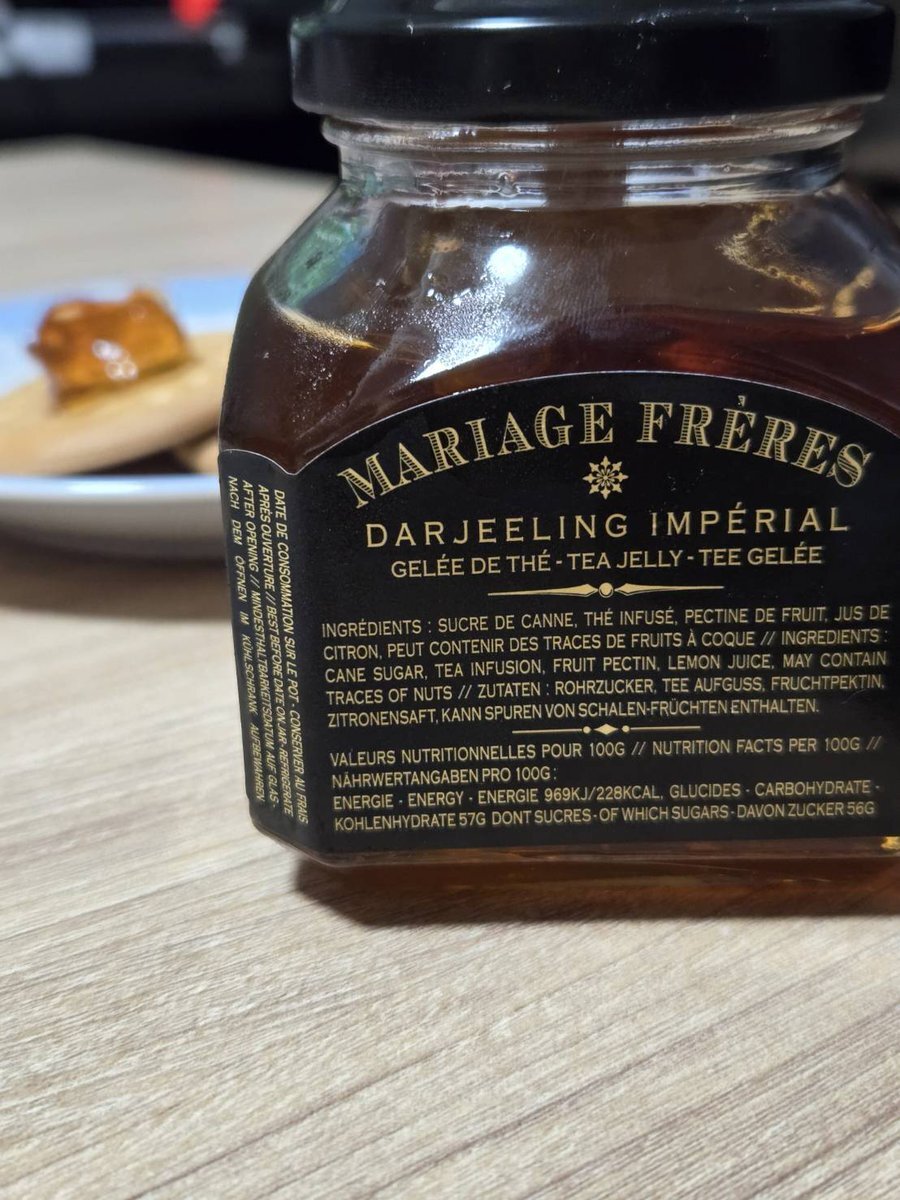 MARIAGE FRÈRES
DARJEELING IMPÉRIAL
GELÉE DE THÉ - TEA JELLY - TEE GELÉE
INGRÉDIENTS : SUCRE DE CANNE, THÉ INFUSÉ, PECTINE DE FRUIT, JUS DE
CITRON, PEUT CONTENIR DES TRACES DE FRUITS À COQUE // INGREDIENTS :
CANE SUGAR, TEA INFUSION, FRUIT PECTIN, LEMON JUICE, MAY CONTAIN
TRACES OF NUTS // ZUTATEN : ROHRZUCKER, TEE AUFGUSS, FRUCHTPEKTIN,
ZITRONENSAFT, KANN SPUREN VON SCHALEN-FRÜCHTEN ENTHALTEN.
VALEURS NUTRITIONNELLES POUR 100G // NUTRITION FACTS PER 100G //
NÄHRWERTANGABEN PRO 100G :
ENERGIE - ENERGY - ENERGIE 969KJ/228KCAL, GLUCIDES - CARBOHYDRATE -
KOHLENHYDRATE 57G DONT SUCRES - OF WHICH SUGARS - DAVON ZUCKER 56G
DATE DE CONSOMMATION SUR LE POT - CONSERVER AU FRAIS
APRÈS OUVERTURE // BEST BEFORE DATE ON JAR - REFRIGERATE
AFTER OPENING // MINDESTHALTBARKEITSDATUM AUF GLAS -
NACH DEM ÖFFNEN IM KÜHLSCHRANK AUFBEWAHREN